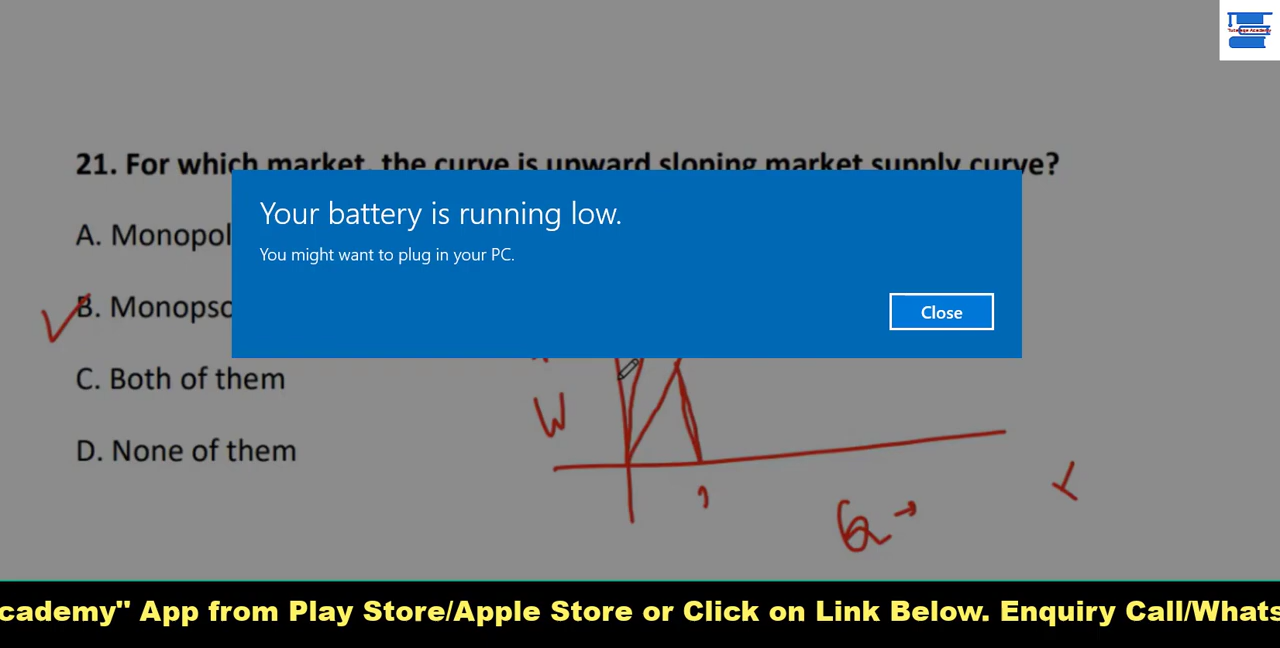 21. For which market, the curve is upward sloping market supply curve?
Your battery is running low.
You might want to plug in your PC.
Close
A. Monopol
B. Monopso
C. Both of them
D. None of them
W
Q →
L
cademy" App from Play Store/Apple Store or Click on Link Below. Enquiry Call/Whats